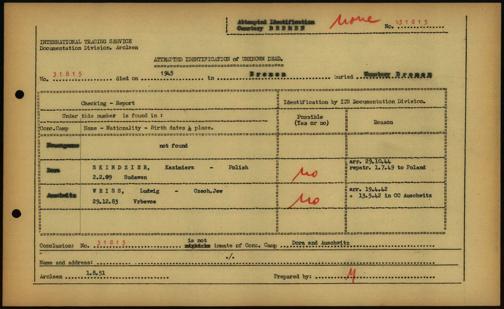 Attempted Identification
Cemetery BREMEN
None
No. 31815
INTERNATIONAL TRACING SERVICE
Documentation Division, Arolsen
ATTEMPTED IDENTIFICATION of UNKNOWN DEAD.
No. 31815 died on 1945 in Bremen buried Cemetery Bremen
Checking - Report
Identification by ITS Documentation Division.
Under this number is found in :
Possible
(Yes or no)
Reason
Conc.Camp
Name - Nationality - Birth dates & place.
Neuengamme
not found
Dora
Kazimierz - Polish
2.2.09
no
arr. 29.10.44
repatr. 1.7.49 to Poland
Auschwitz
WEISS, Ludwig - Czech.Jew
29.12.83 Vrbovce
no
arr. 19.4.42
+ 13.5.42 in CC Auschwitz
Conclusion: No. 31815 is not inmate of Conc. Camp Dora and Auschwitz
./.
Name and address:
Arolsen 1.8.51 Prepared by: